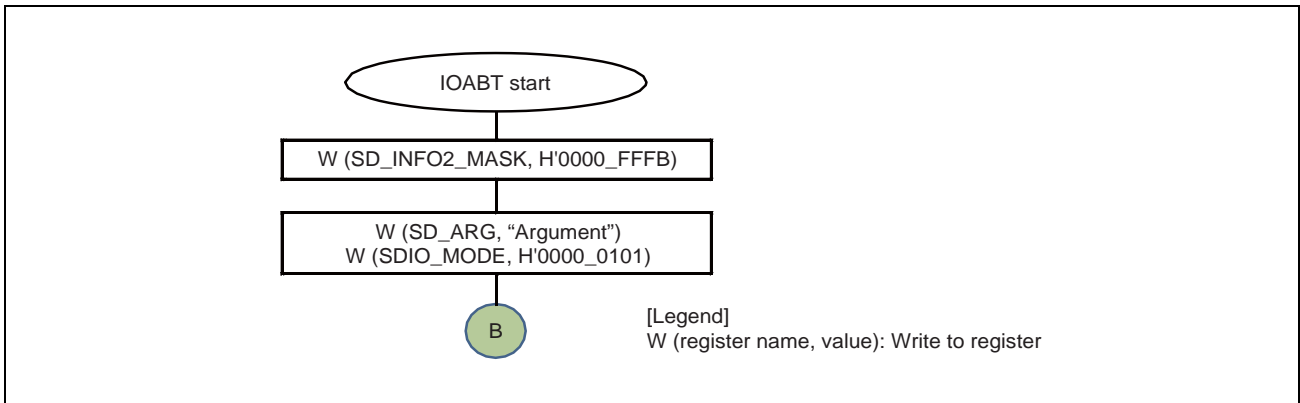 IOABT start
W (SD_INFO2_MASK, H'0000_FFFB)
W (SD_ARG, “Argument”)
W (SDIO_MODE, H'0000_0101)
B
[Legend]
W (register name, value): Write to register